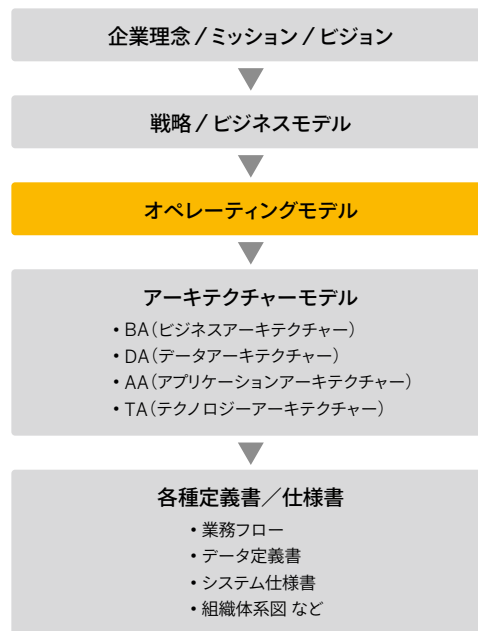 企業理念 / ミッション / ビジョン
戦略 / ビジネスモデル
オペレーティングモデル
アーキテクチャーモデル
・BA(ビジネスアーキテクチャー)
・DA(データアーキテクチャー)
・AA(アプリケーションアーキテクチャー)
・TA(テクノロジーアーキテクチャー)
各種定義書／仕様書
・業務フロー
・データ定義書
・システム仕様書
・組織体系図 など